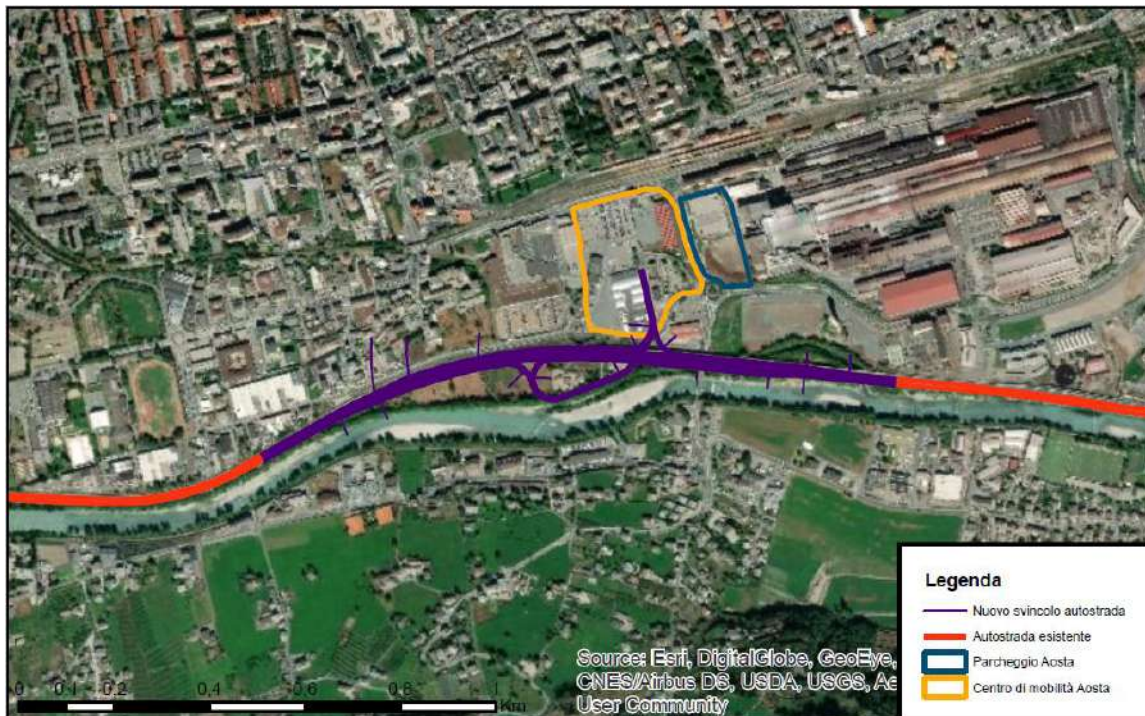 Legenda
Nuovo svincolo autostrada
Autostrada esistente
Parcheggio Aosta
Centro di mobilità Aosta
Source: Esri, DigitalGlobe, GeoEye,
CNES/Airbus DS, USDA, USGS, Ae
User Community
0 0,1 0,2 0,4 0,6 0,8 1
Km